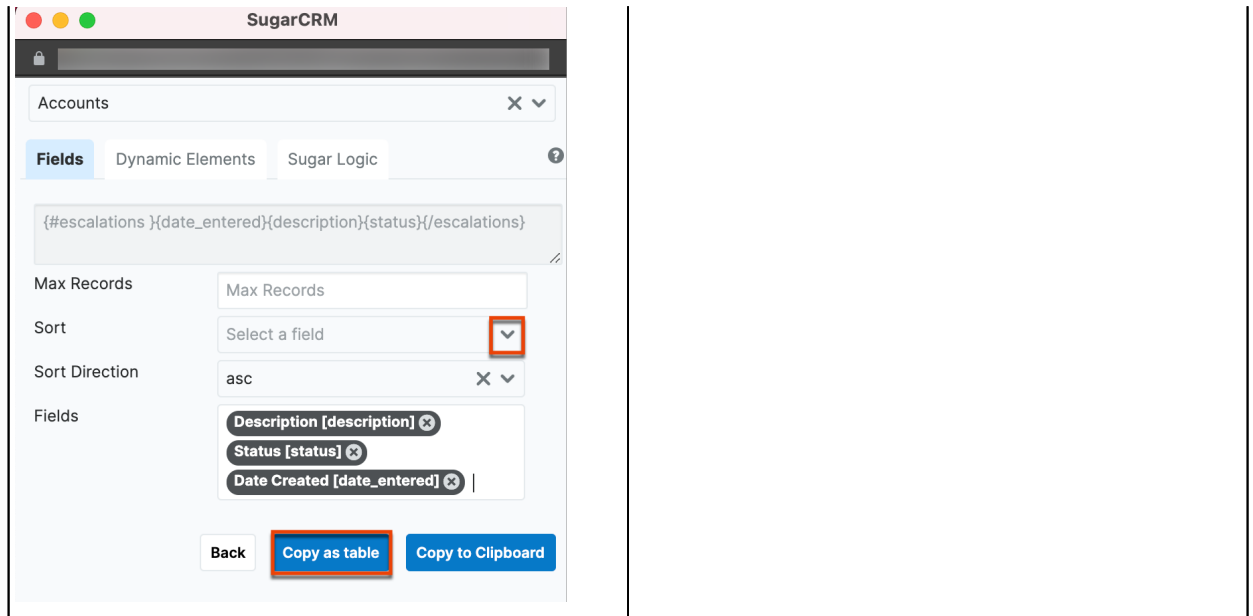 SugarCRM
Accounts
Fields
Dynamic Elements
Sugar Logic
{#escalations }{date_entered}{description}{status}{/escalations}
Max Records
Max Records
Sort
Select a field
Sort Direction
asc
Fields
Description [description]
Status [status]
Date Created [date_entered]
Back
Copy as table
Copy to Clipboard